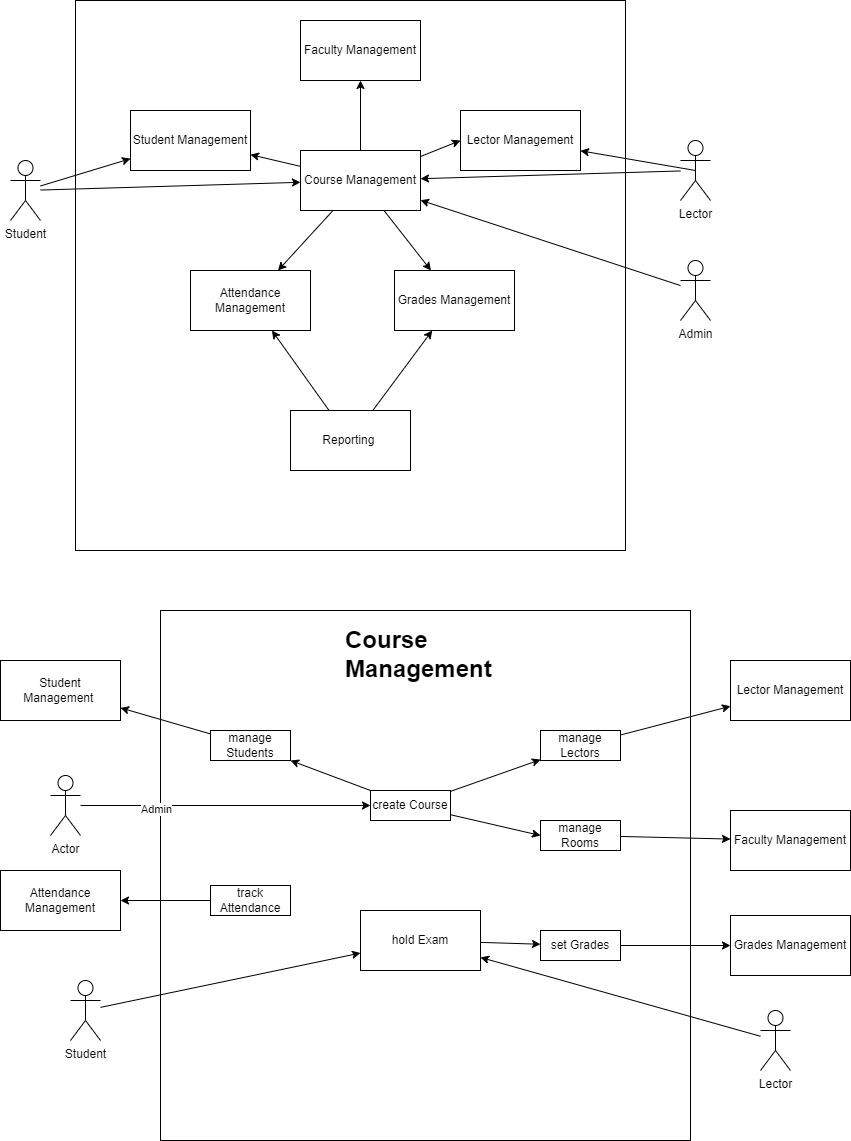 Faculty Management
Student Management
Lector Management
Course Management
Student
Lector
Attendance
Management
Grades Management
Admin
Reporting
Course
Management
Student
Management
Lector Management
manage
Students
manage
Lectors
create Course
Admin
Actor
manage
Rooms
Faculty Management
Attendance
Management
track
Attendance
hold Exam
set Grades
Grades Management
Student
Lector